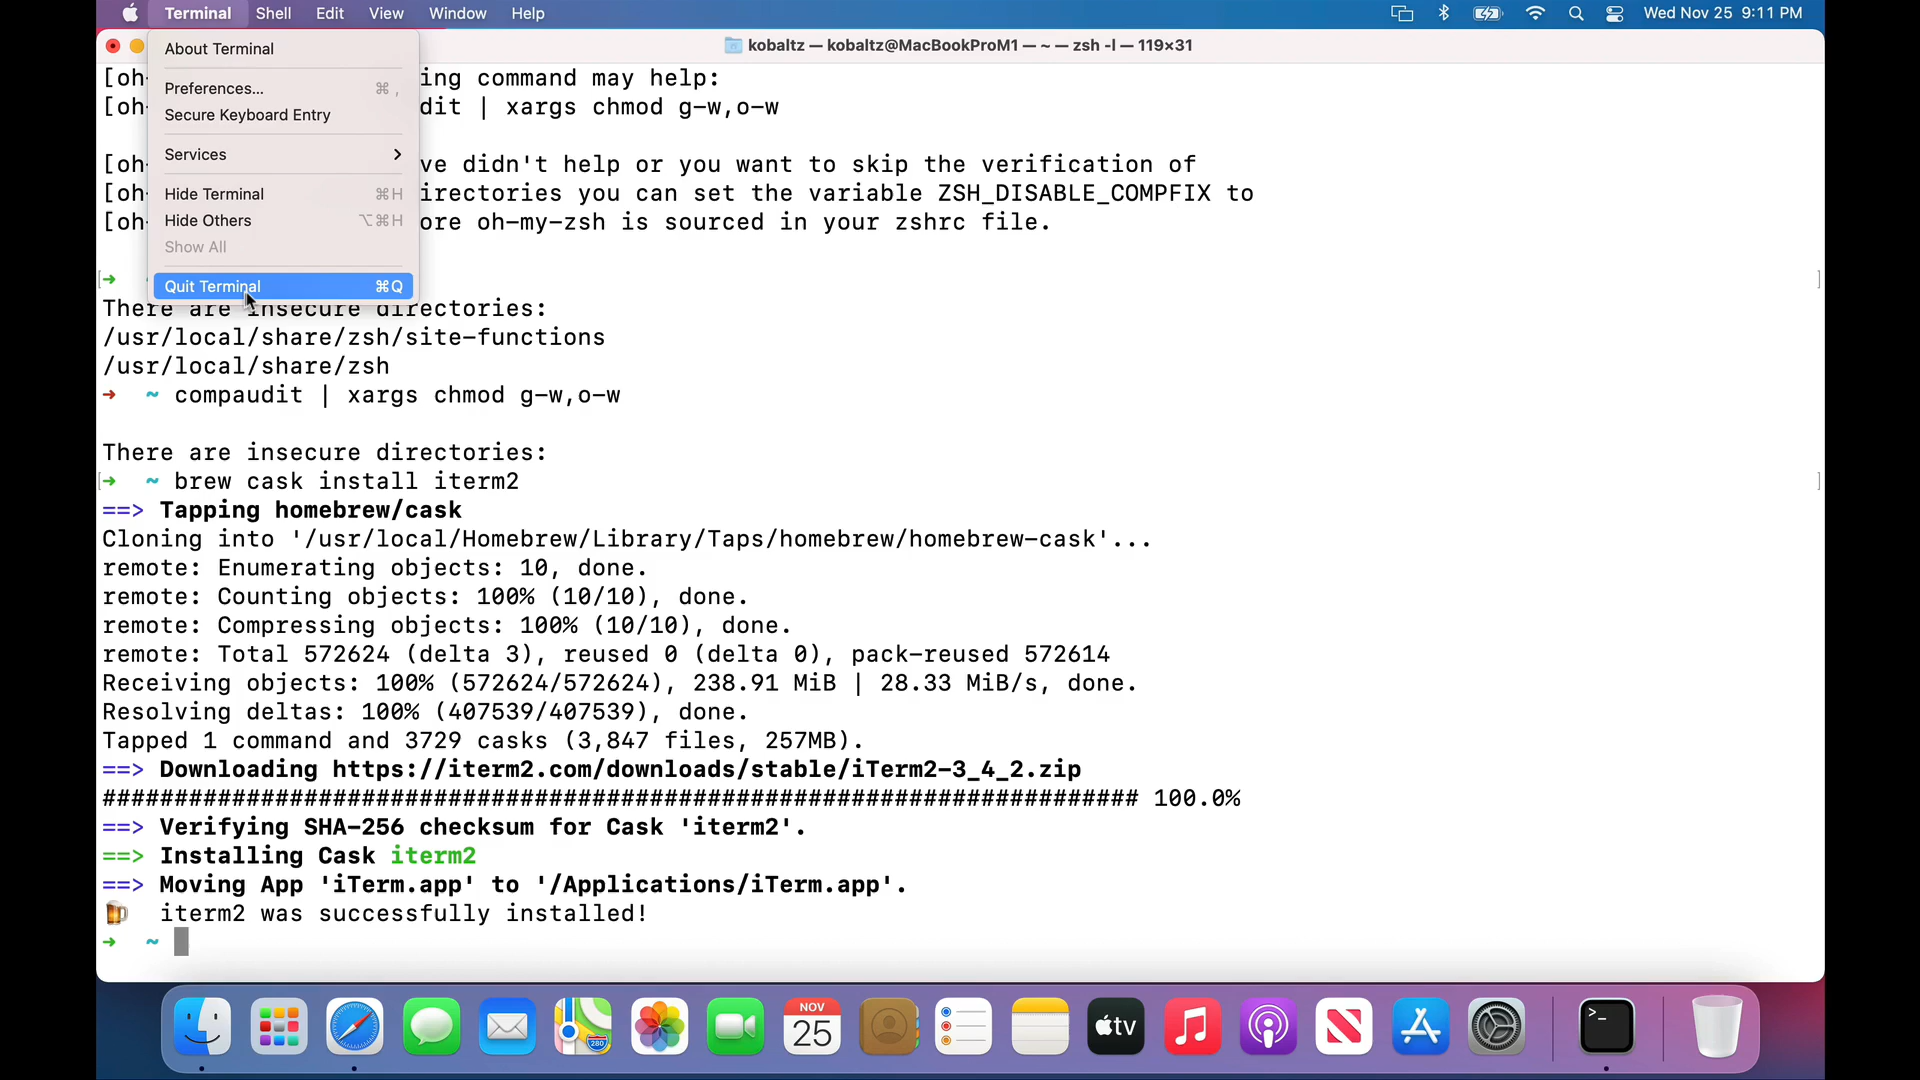 Terminal Shell Edit View Window Help Wed Nov 25 9:11 PM
kobaltz — kobaltz@MacBookProM1 — ~ — zsh -l — 119×31
About Terminal
Preferences... ⌘ ,
Secure Keyboard Entry
Services
Hide Terminal ⌘H
Hide Others ⌥⌘H
Show All
Quit Terminal ⌘Q
[oh- ing command may help:
[oh- dit | xargs chmod g-w,o-w
[oh- ve didn't help or you want to skip the verification of
[oh- irectories you can set the variable ZSH_DISABLE_COMPFIX to
[oh- ore oh-my-zsh is sourced in your zshrc file.
[➜ ]
There are insecure directories:
/usr/local/share/zsh/site-functions
/usr/local/share/zsh
➜ ~ compaudit | xargs chmod g-w,o-w
There are insecure directories:
[➜ ~ brew cask install iterm2 ]
==> Tapping homebrew/cask
Cloning into '/usr/local/Homebrew/Library/Taps/homebrew/homebrew-cask'...
remote: Enumerating objects: 10, done.
remote: Counting objects: 100% (10/10), done.
remote: Compressing objects: 100% (10/10), done.
remote: Total 572624 (delta 3), reused 0 (delta 0), pack-reused 572614
Receiving objects: 100% (572624/572624), 238.91 MiB | 28.33 MiB/s, done.
Resolving deltas: 100% (407539/407539), done.
Tapped 1 command and 3729 casks (3,847 files, 257MB).
==> Downloading https://iterm2.com/downloads/stable/iTerm2-3_4_2.zip
######################################################################## 100.0%
==> Verifying SHA-256 checksum for Cask 'iterm2'.
==> Installing Cask iterm2
==> Moving App 'iTerm.app' to '/Applications/iTerm.app'.
🍺 iterm2 was successfully installed!
➜ ~
280
NOV
25
tv
>_